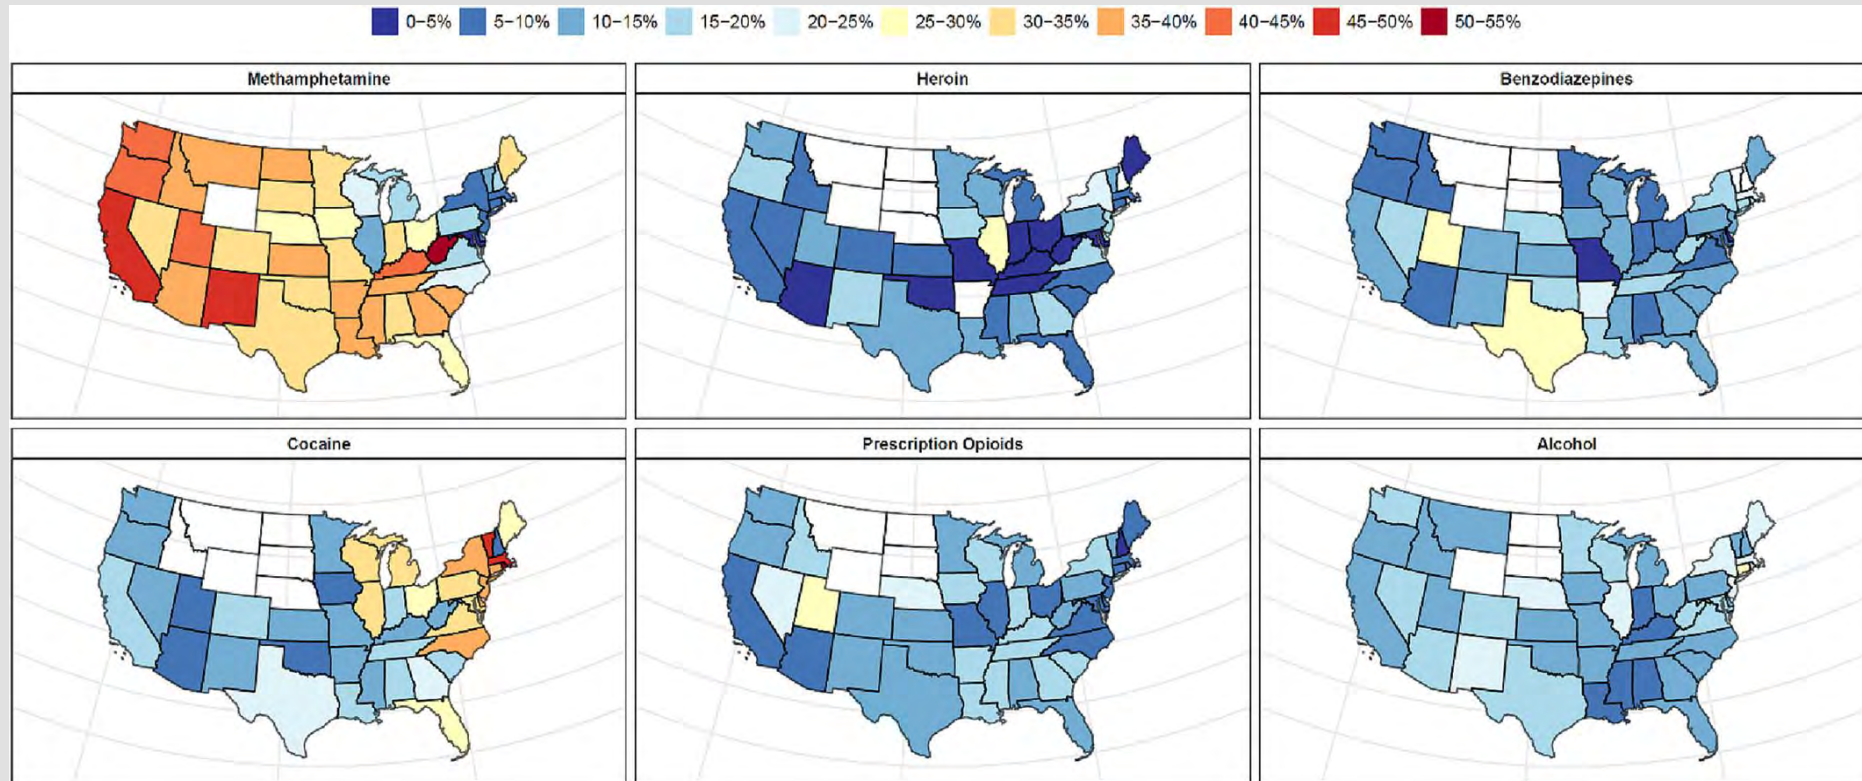 0−5% 5−10% 10−15% 15−20% 20−25% 25−30% 30−35% 35−40% 40−45% 45−50% 50−55%
Methamphetamine Heroin Benzodiazepines
Cocaine Prescription Opioids Alcohol